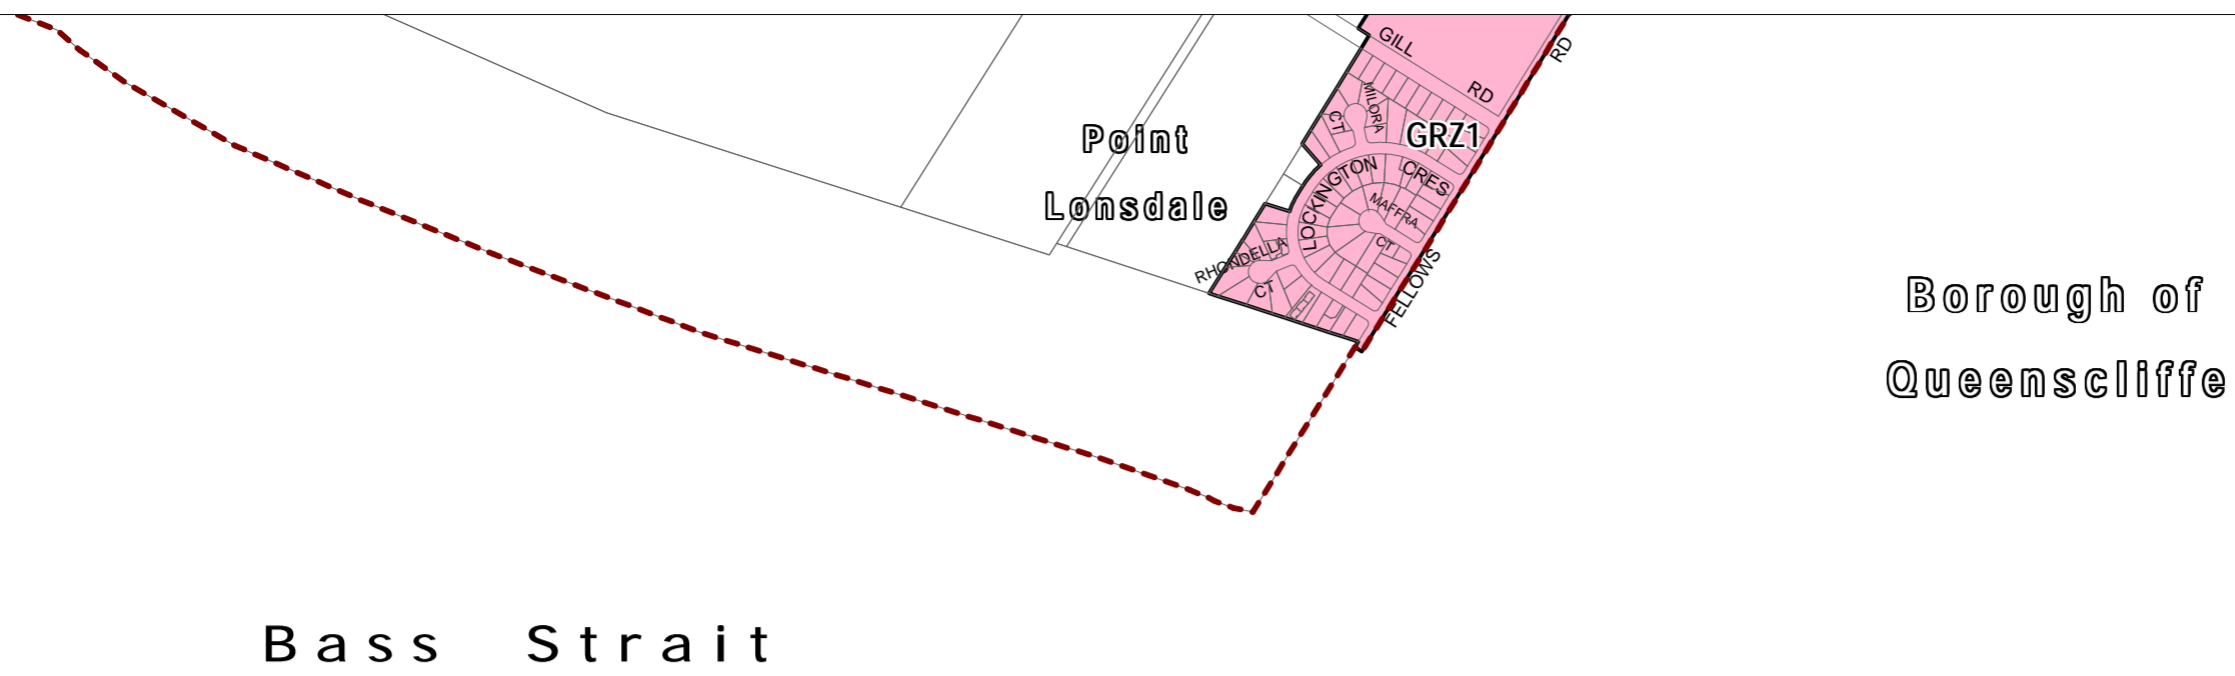 GILL RD
RD
MILORA CT
GRZ1
Point
Lonsdale
LOCKINGTON CRES
MAFFRA CT
RHONDELLA CT
FELLOWS
Borough of
Queenscliffe
Bass Strait